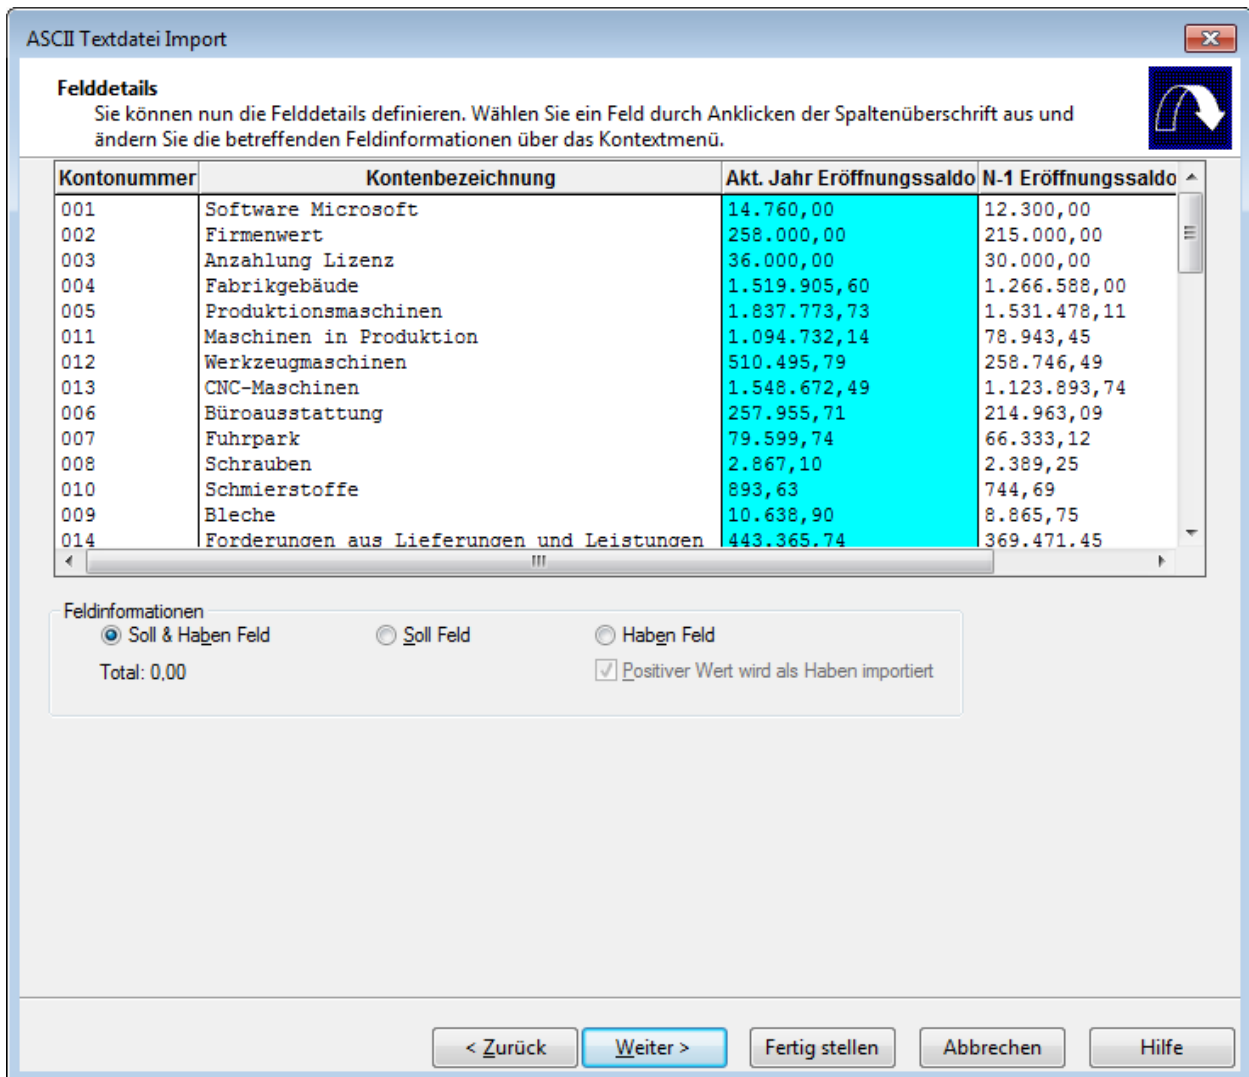 ASCII Textdatei Import
Felddetails
Sie können nun die Felddetails definieren. Wählen Sie ein Feld durch Anklicken der Spaltenüberschrift aus und
ändern Sie die betreffenden Feldinformationen über das Kontextmenü.
Kontonummer Kontenbezeichnung Akt. Jahr Eröffnungssaldo N-1 Eröffnungssaldo
001 Software Microsoft 14.760,00 12.300,00
002 Firmenwert 258.000,00 215.000,00
003 Anzahlung Lizenz 36.000,00 30.000,00
004 Fabrikgebäude 1.519.905,60 1.266.588,00
005 Produktionsmaschinen 1.837.773,73 1.531.478,11
011 Maschinen in Produktion 1.094.732,14 78.943,45
012 Werkzeugmaschinen 510.495,79 258.746,49
013 CNC-Maschinen 1.548.672,49 1.123.893,74
006 Büroausstattung 257.955,71 214.963,09
007 Fuhrpark 79.599,74 66.333,12
008 Schrauben 2.867,10 2.389,25
010 Schmierstoffe 893,63 744,69
009 Bleche 10.638,90 8.865,75
014 Forderungen aus Lieferungen und Leistungen 443.365,74 369.471,45
Feldinformationen
Soll & Haben Feld Soll Feld Haben Feld
Total: 0,00 Positiver Wert wird als Haben importiert
< Zurück Weiter > Fertig stellen Abbrechen Hilfe